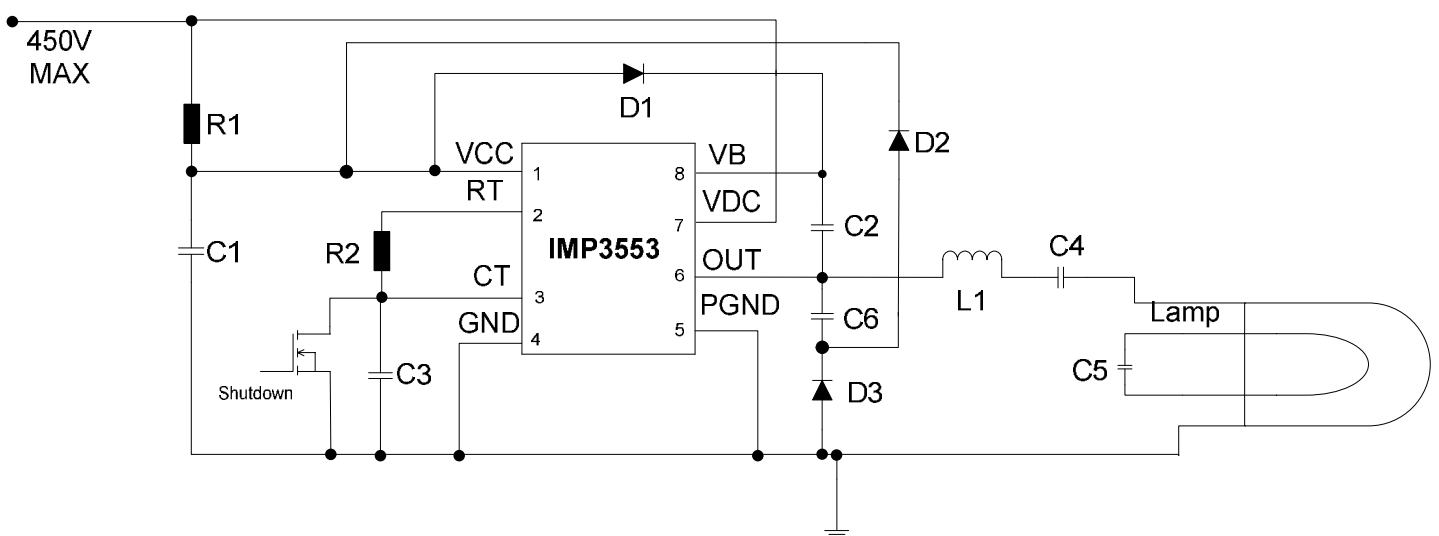 450V
MAX
R1
D1
D2
VCC
RT
VB
VDC
1
2
8
7
R2
C1
IMP3553
C2
CT
3
OUT
6
C4
L1
GND
4
PGND
5
C6
Lamp
Shutdown
C3
D3
C5